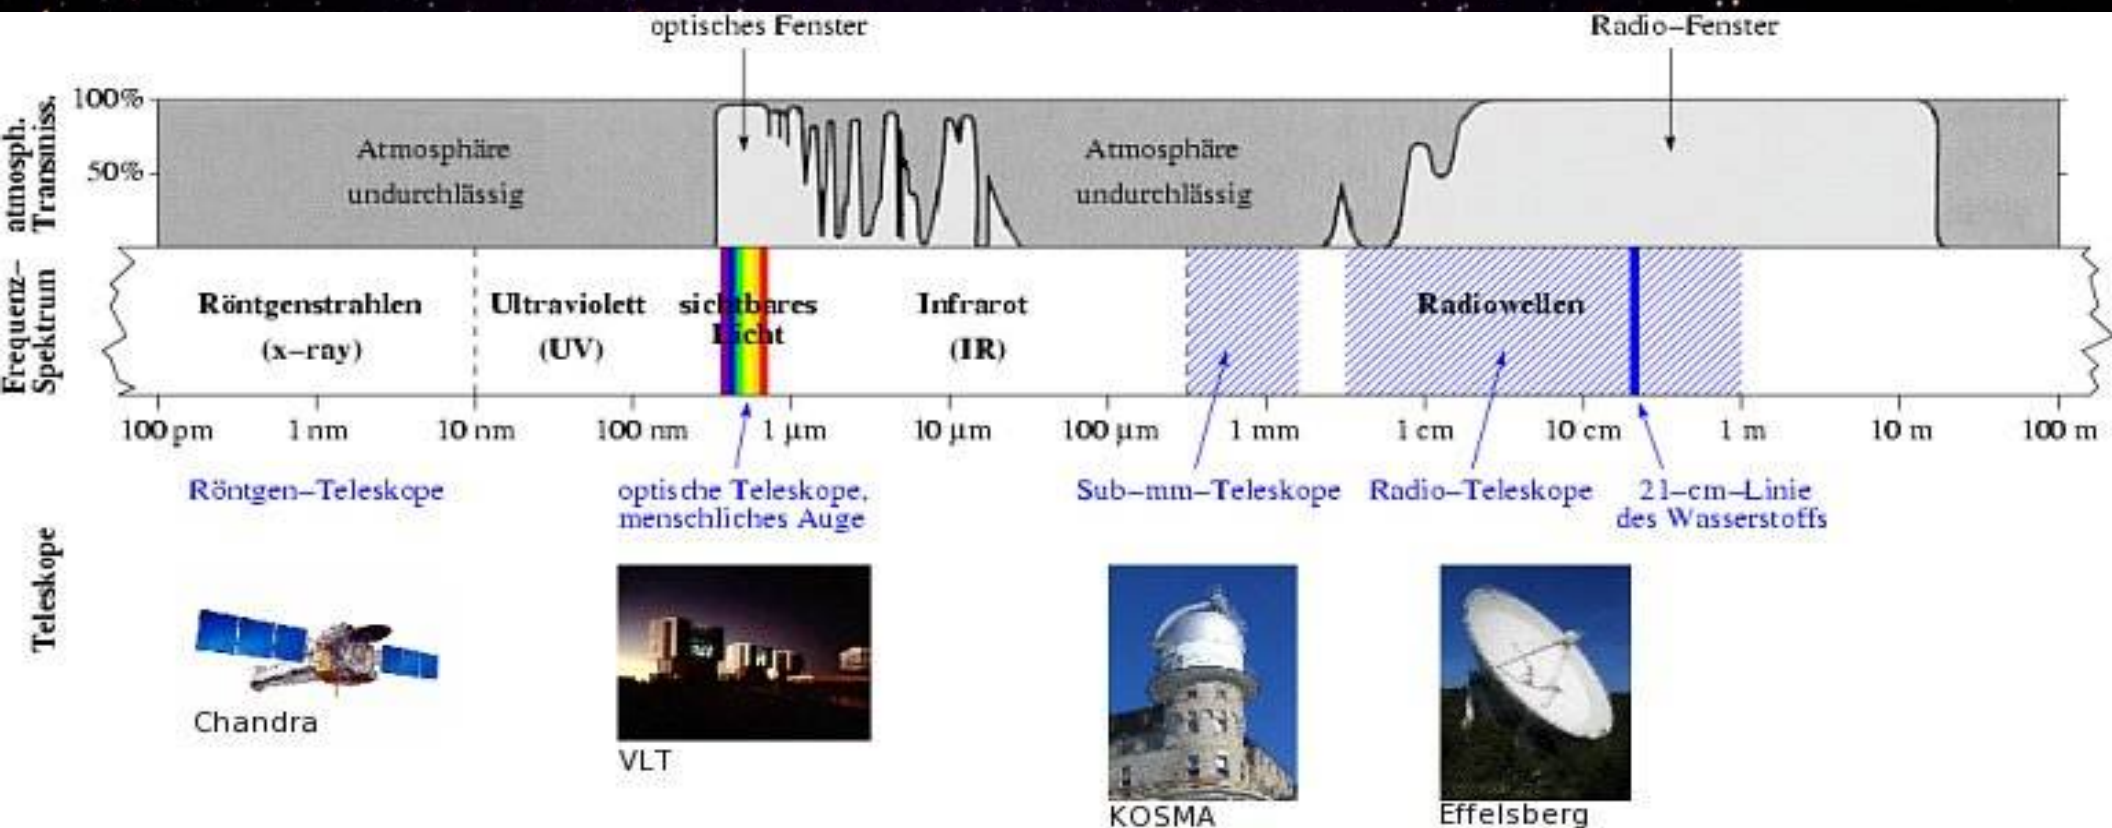 optisches Fenster
Radio–Fenster
atmosph.
Transmiss.
100%
50%
Atmosphäre
undurchlässig
Atmosphäre
undurchlässig
Frequenz–
Spektrum
Röntgenstrahlen
(x–ray)
Ultraviolett
(UV)
sichtbares
Licht
Infrarot
(IR)
Radiowellen
100 pm
1 nm
10 nm
100 nm
1 µm
10 µm
100 µm
1 mm
1 cm
10 cm
1 m
10 m
100 m
Röntgen–Teleskope
optische Teleskope,
menschliches Auge
Sub–mm–Teleskope
Radio–Teleskope
21–cm–Linie
des Wasserstoffs
Teleskope
Chandra
VLT
KOSMA
Effelsberg